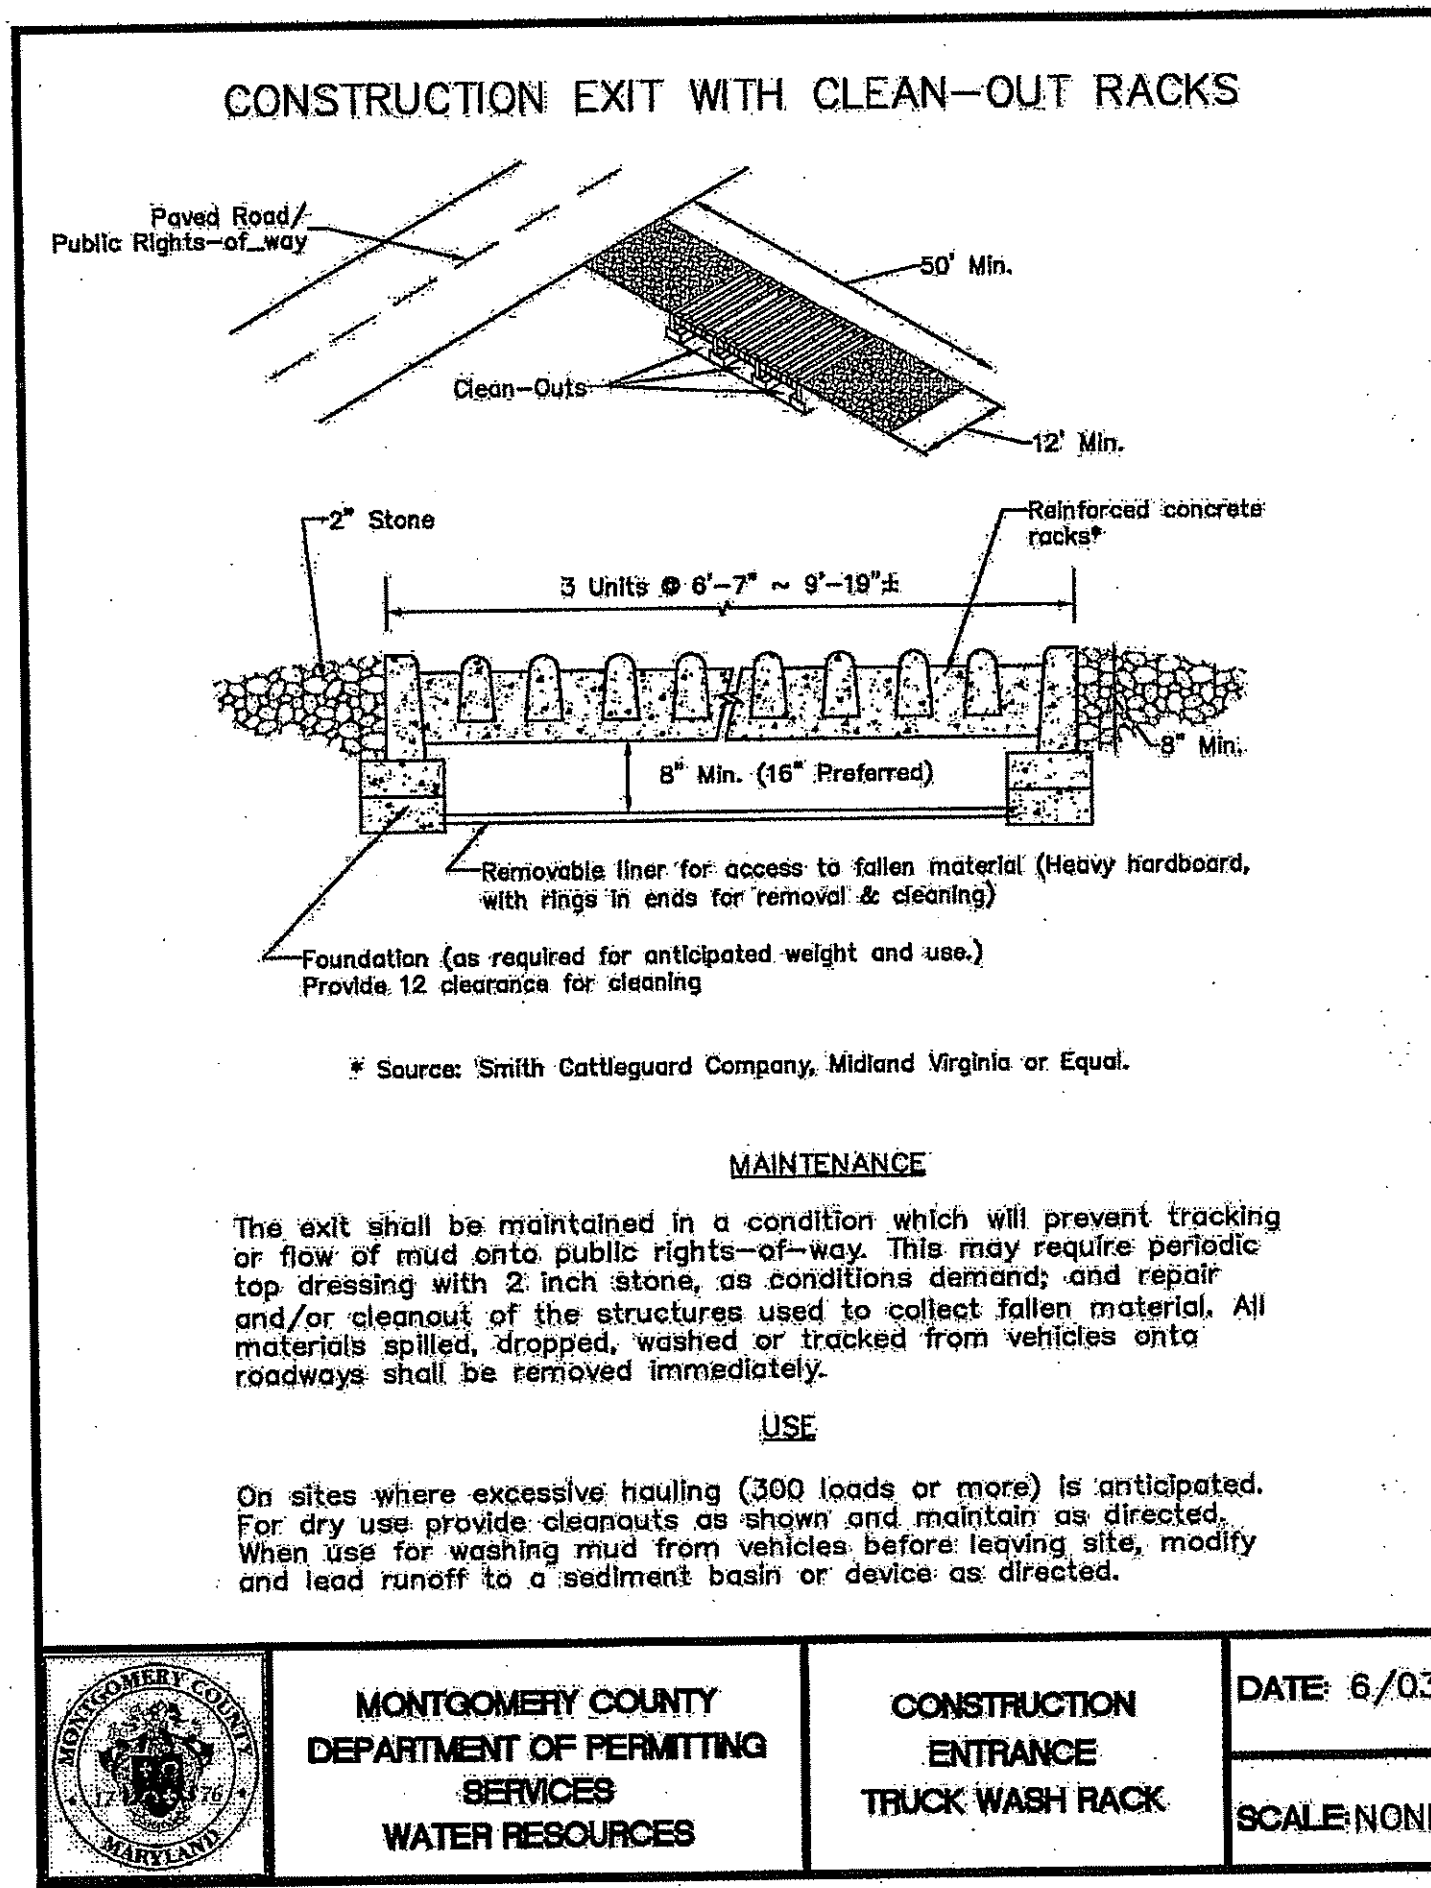 CONSTRUCTION EXIT WITH CLEAN-OUT RACKS
Paved Road/
Public Rights-of-way
50' Min.
Clean-Outs
12' Min.
2" Stone
Reinforced concrete
racks*
3 Units @ 6'-7" ~ 9'-19"±
8" Min.
8" Min. (16" Preferred)
Removable liner for access to fallen material (Heavy hardboard,
with rings in ends for removal & cleaning)
Foundation (as required for anticipated weight and use.)
Provide 12 clearance for cleaning
* Source: Smith Cattleguard Company, Midland Virginia or Equal.
MAINTENANCE
The exit shall be maintained in a condition which will prevent tracking
or flow of mud onto public rights-of-way. This may require periodic
top dressing with 2 inch stone, as conditions demand; and repair
and/or cleanout of the structures used to collect fallen material. All
materials spilled, dropped, washed or tracked from vehicles onto
roadways shall be removed immediately.
USE
On sites where excessive hauling (300 loads or more) is anticipated.
For dry use provide cleanouts as shown and maintain as directed.
When use for washing mud from vehicles before leaving site, modify
and lead runoff to a sediment basin or device as directed.
MONTGOMERY COUNTY
17 76
MARYLAND
MONTGOMERY COUNTY
DEPARTMENT OF PERMITTING
SERVICES
WATER RESOURCES
CONSTRUCTION
ENTRANCE
TRUCK WASH RACK
DATE: 6/03
SCALE: NON